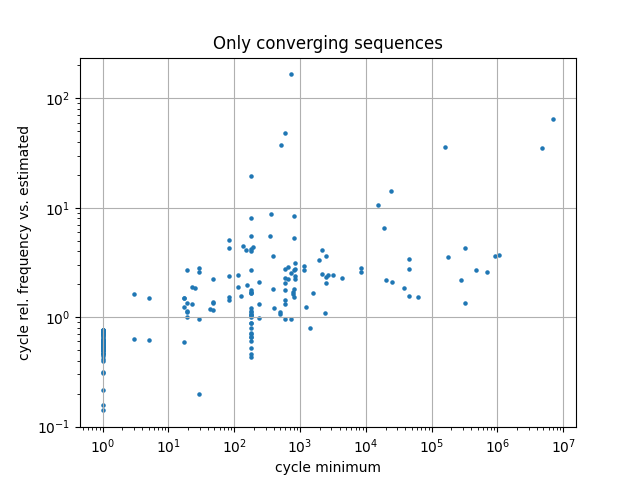 Only converging sequences
cycle rel. frequency vs. estimated
10²
10¹
10⁰
10⁻¹
10⁰ 10¹ 10² 10³ 10⁴ 10⁵ 10⁶ 10⁷
cycle minimum